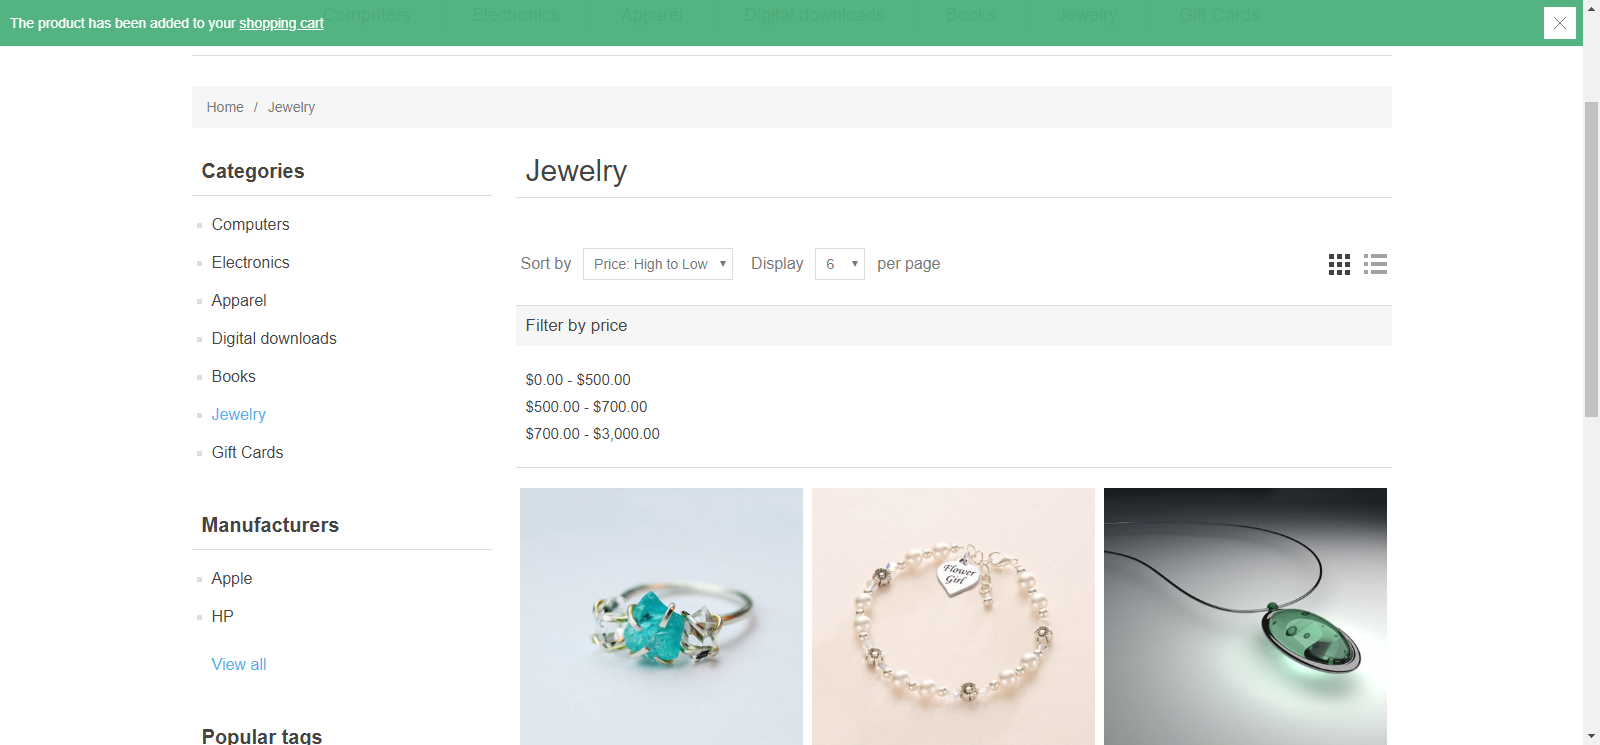 Computers Electronics Apparel Digital downloads Books Jewelry Gift Cards
The product has been added to your shopping cart
Home / Jewelry
Categories
Computers
Electronics
Apparel
Digital downloads
Books
Jewelry
Gift Cards
Manufacturers
Apple
HP
View all
Popular tags
Jewelry
Sort by Price: High to Low Display 6 per page
Filter by price
$0.00 - $500.00
$500.00 - $700.00
$700.00 - $3,000.00
Flower
Girl